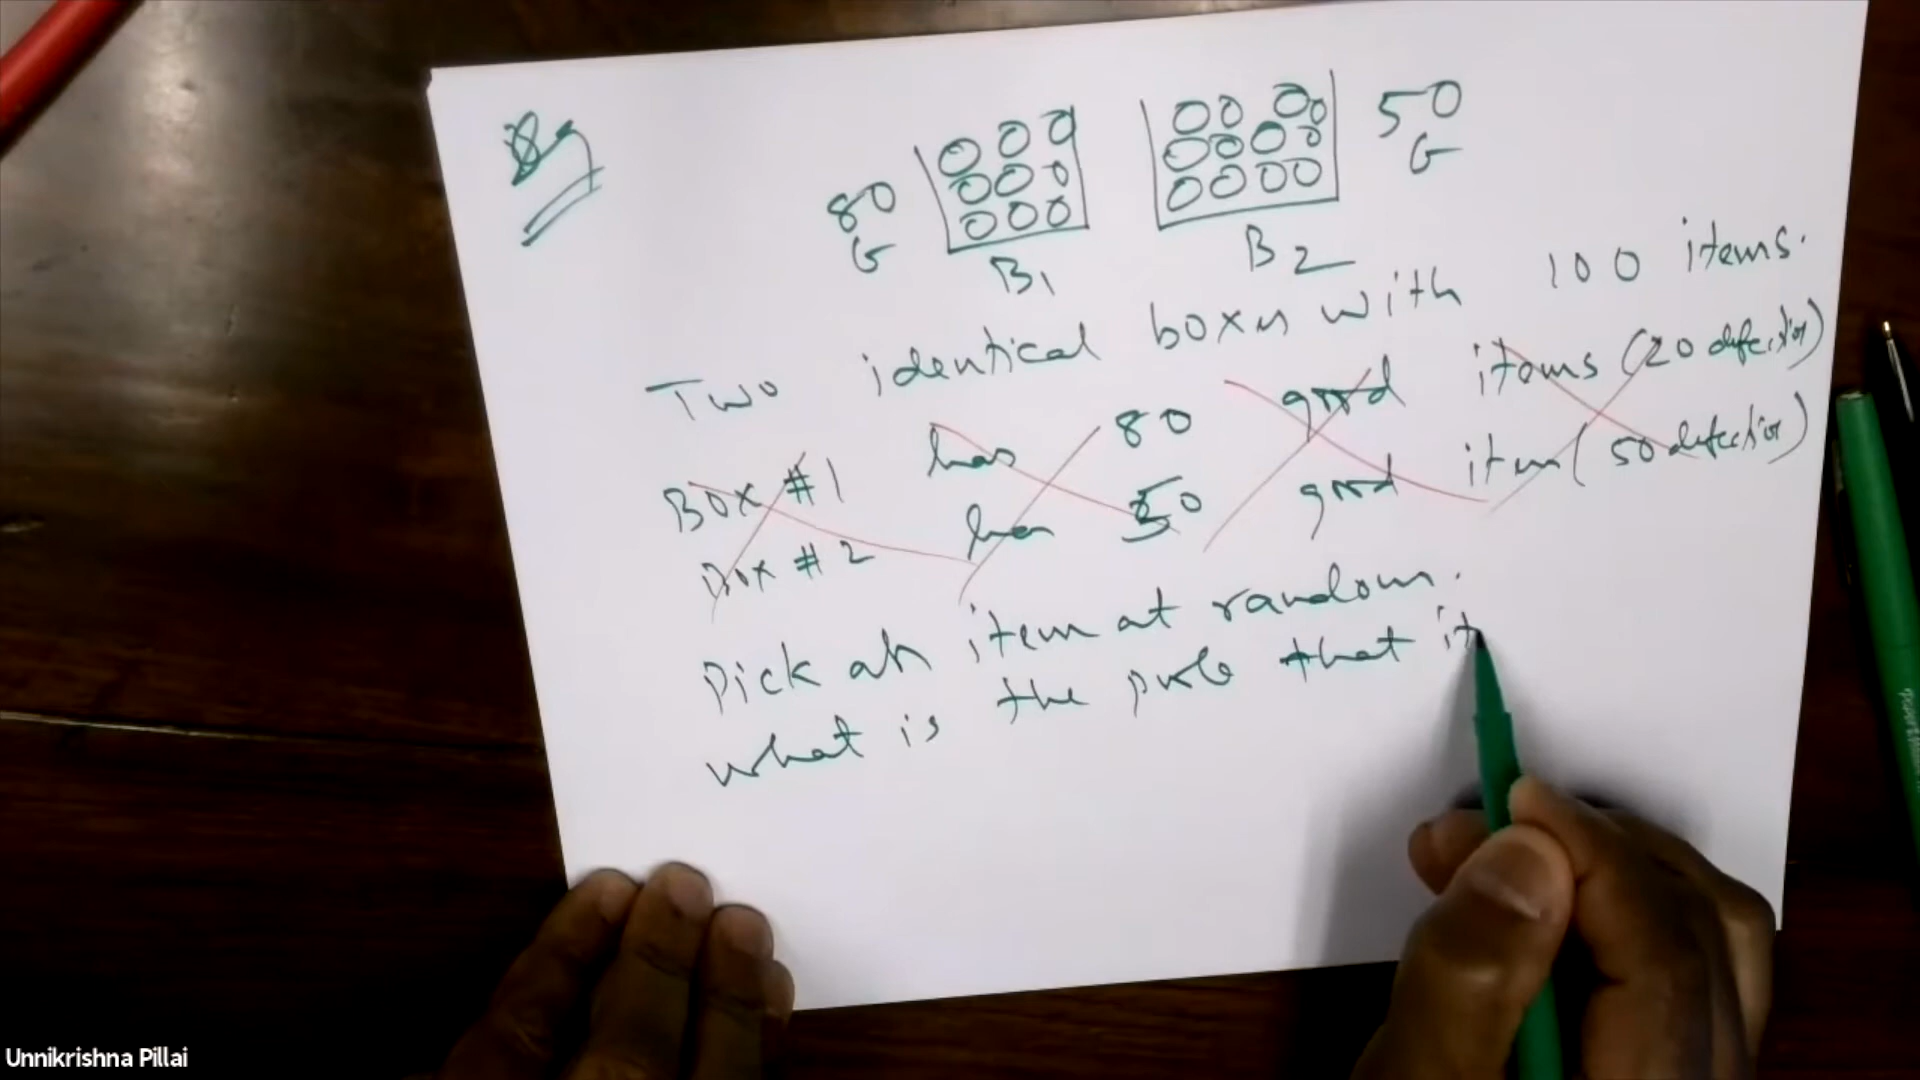 80 G
50 G
B1
B2
Two identical boxes with 100 items.
Box #1 has 80 good items (20 defective)
Box #2 has 50 good item (50 defective)
Pick an item at random.
what is the prob that it
Unnikrishna Pillai